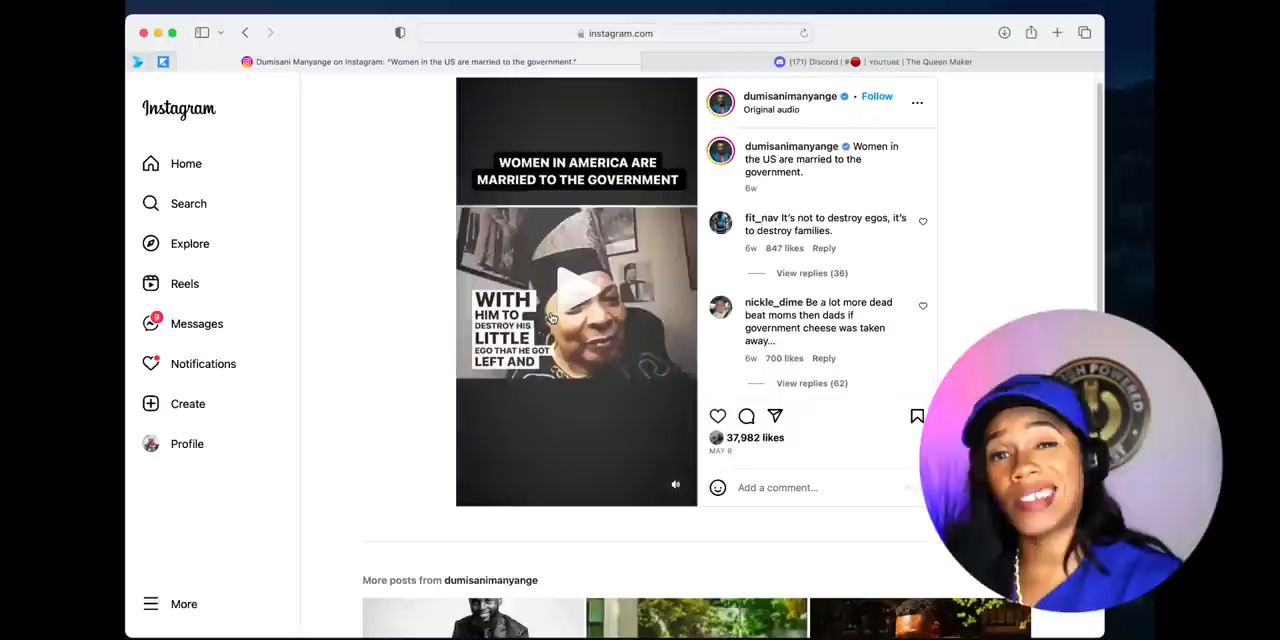 instagram.com
Dumisani Manyange on Instagram: "Women in the US are married to the government."
(171) Discord | #🔴 | YOUTUBE | The Queen Maker
Instagram
Home
Search
Explore
Reels
9
Messages
Notifications
Create
Profile
More
WOMEN IN AMERICA ARE
MARRIED TO THE GOVERNMENT
WITH
HIM TO
DESTROY HIS
LITTLE
EGO THAT HE GOT
LEFT AND
dumisanimanyange • Follow
Original audio
dumisanimanyange Women in
the US are married to the
government.
6w
fit_nav It's not to destroy egos, it's
to destroy families.
6w 847 likes Reply
View replies (36)
nickle_dime Be a lot more dead
beat moms then dads if
government cheese was taken
away...
6w 700 likes Reply
View replies (62)
37,982 likes
MAY 6
Add a comment...
More posts from dumisanimanyange
POWERED